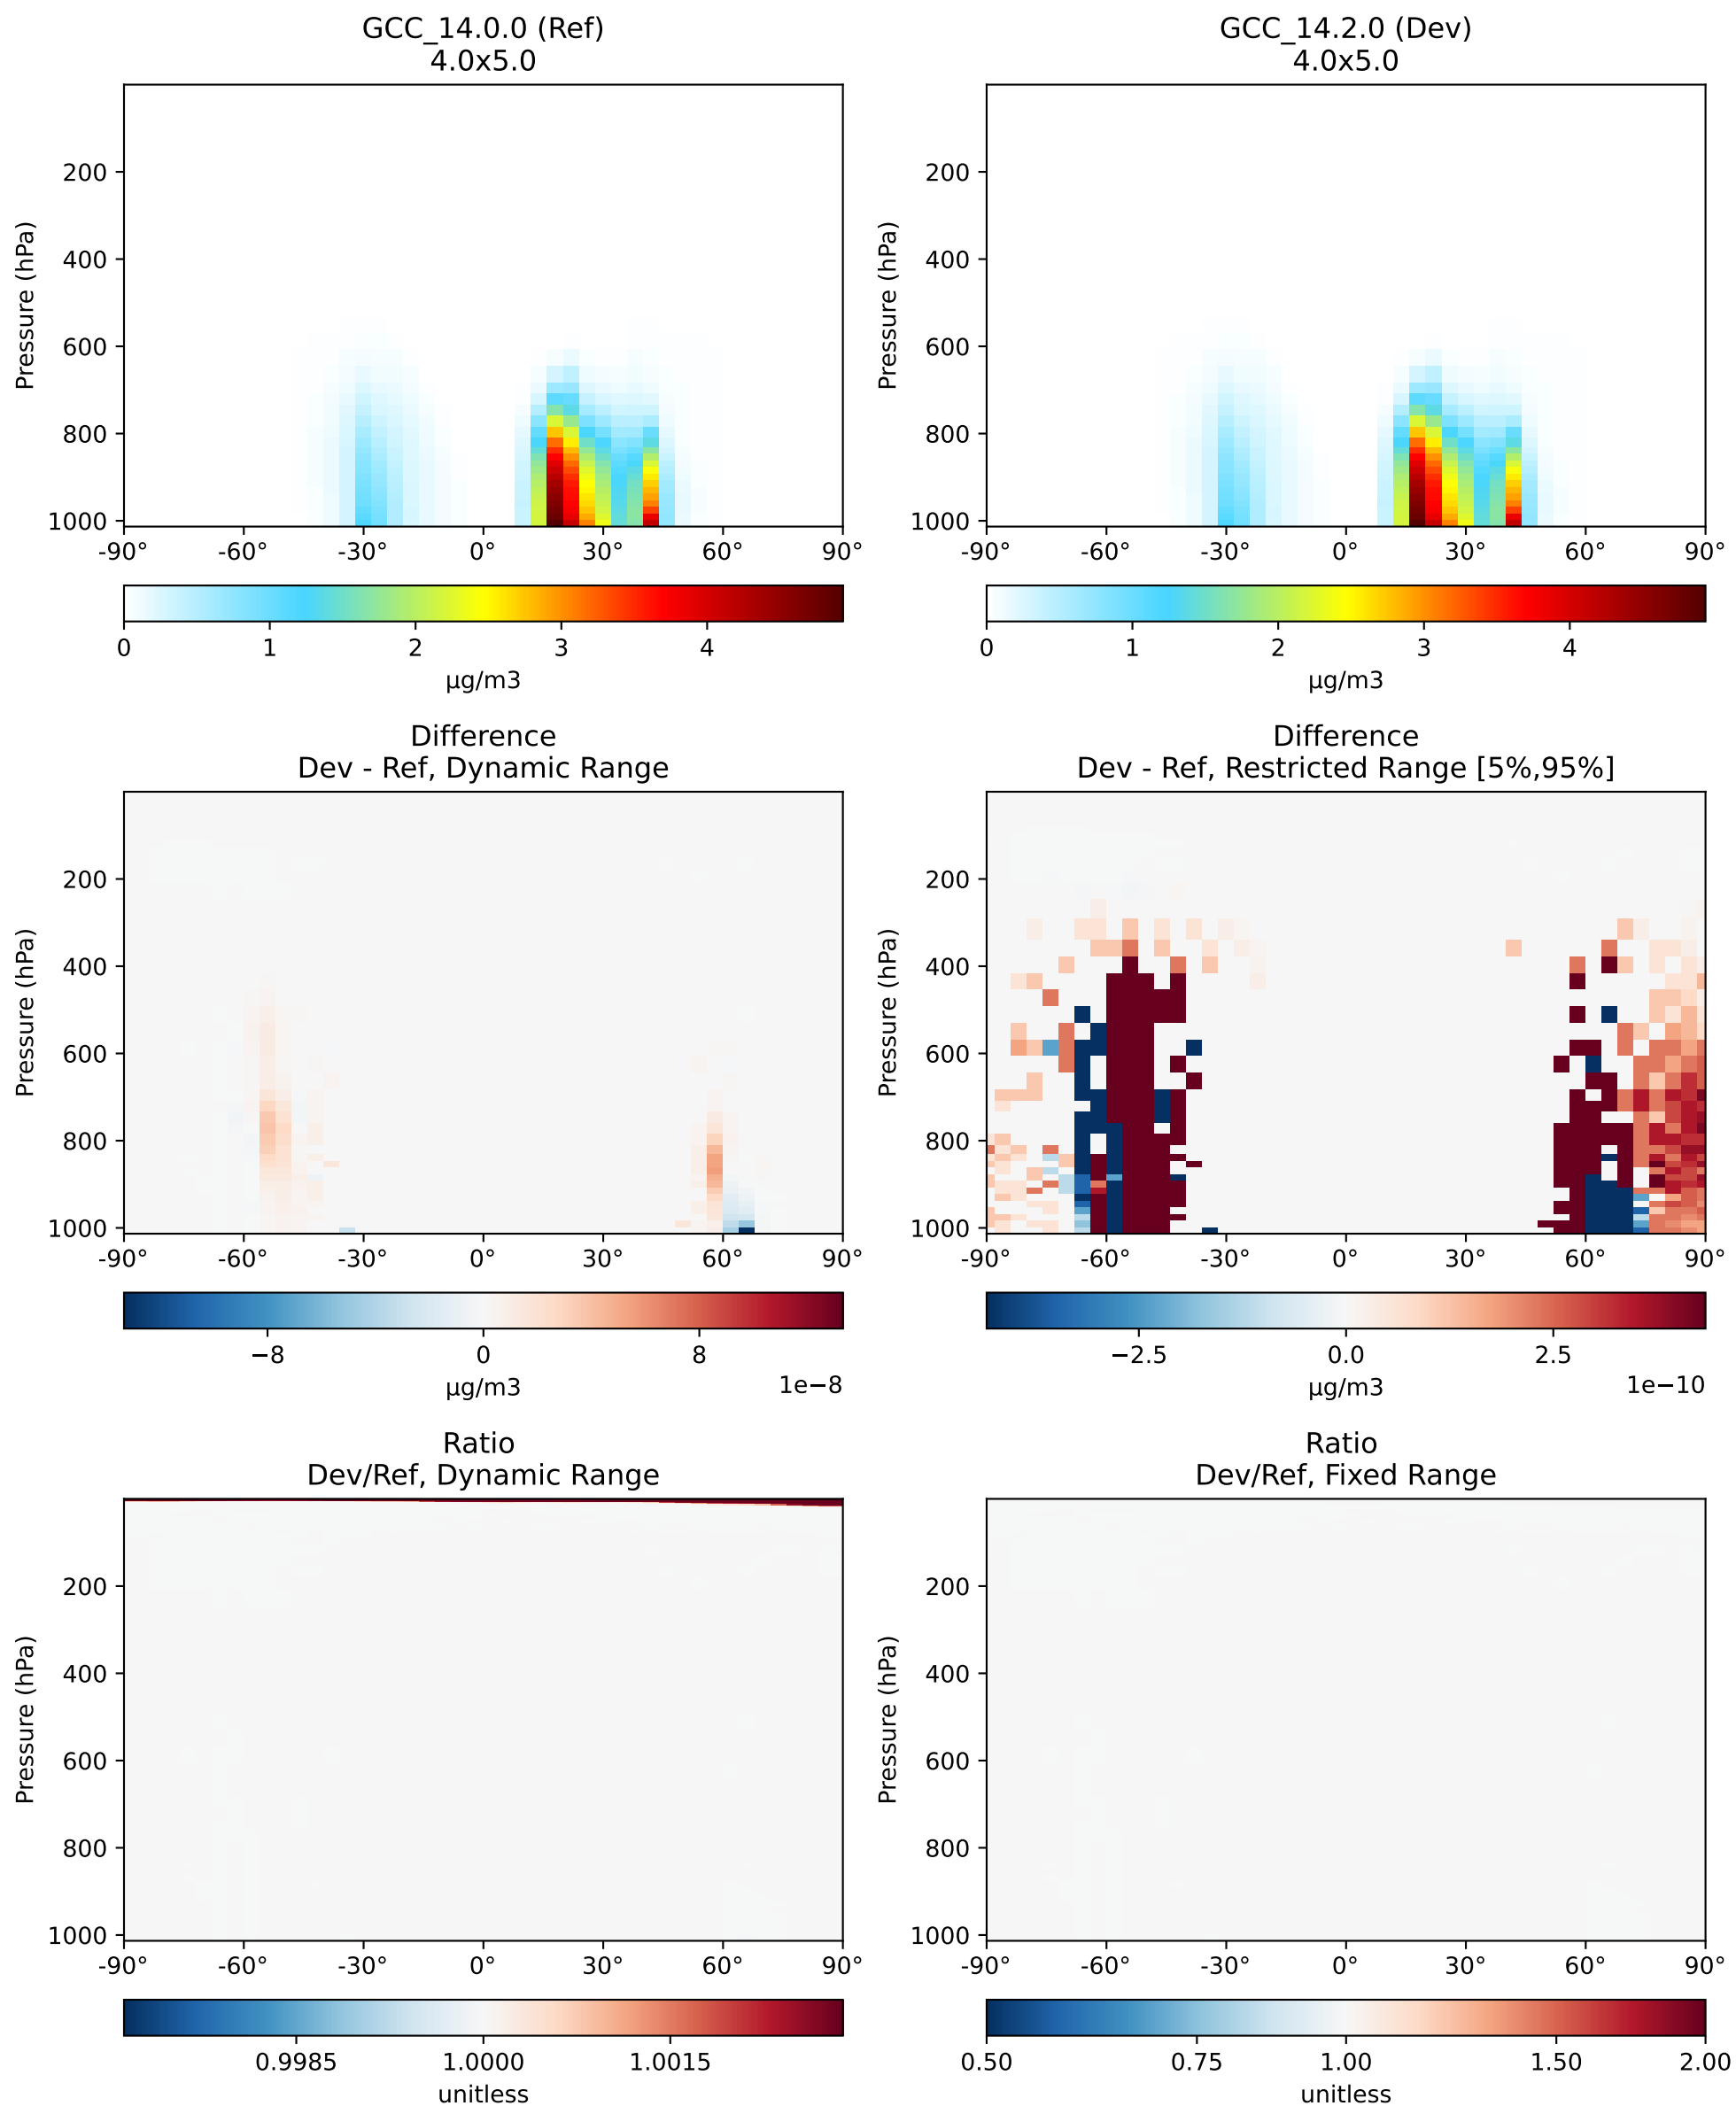 GCC_14.0.0 (Ref)
4.0x5.0
Pressure (hPa)
200
400
600
800
1000
-90° -60° -30° 0° 30° 60° 90°
0 1 2 3 4
µg/m3
GCC_14.2.0 (Dev)
4.0x5.0
Pressure (hPa)
200
400
600
800
1000
-90° -60° -30° 0° 30° 60° 90°
0 1 2 3 4
µg/m3
Difference
Dev - Ref, Dynamic Range
Pressure (hPa)
200
400
600
800
1000
-90° -60° -30° 0° 30° 60° 90°
−8 0 8
1e−8
µg/m3
Difference
Dev - Ref, Restricted Range [5%,95%]
Pressure (hPa)
200
400
600
800
1000
-90° -60° -30° 0° 30° 60° 90°
−2.5 0.0 2.5
1e−10
µg/m3
Ratio
Dev/Ref, Dynamic Range
Pressure (hPa)
200
400
600
800
1000
-90° -60° -30° 0° 30° 60° 90°
0.9985 1.0000 1.0015
unitless
Ratio
Dev/Ref, Fixed Range
Pressure (hPa)
200
400
600
800
1000
-90° -60° -30° 0° 30° 60° 90°
0.50 0.75 1.00 1.50 2.00
unitless